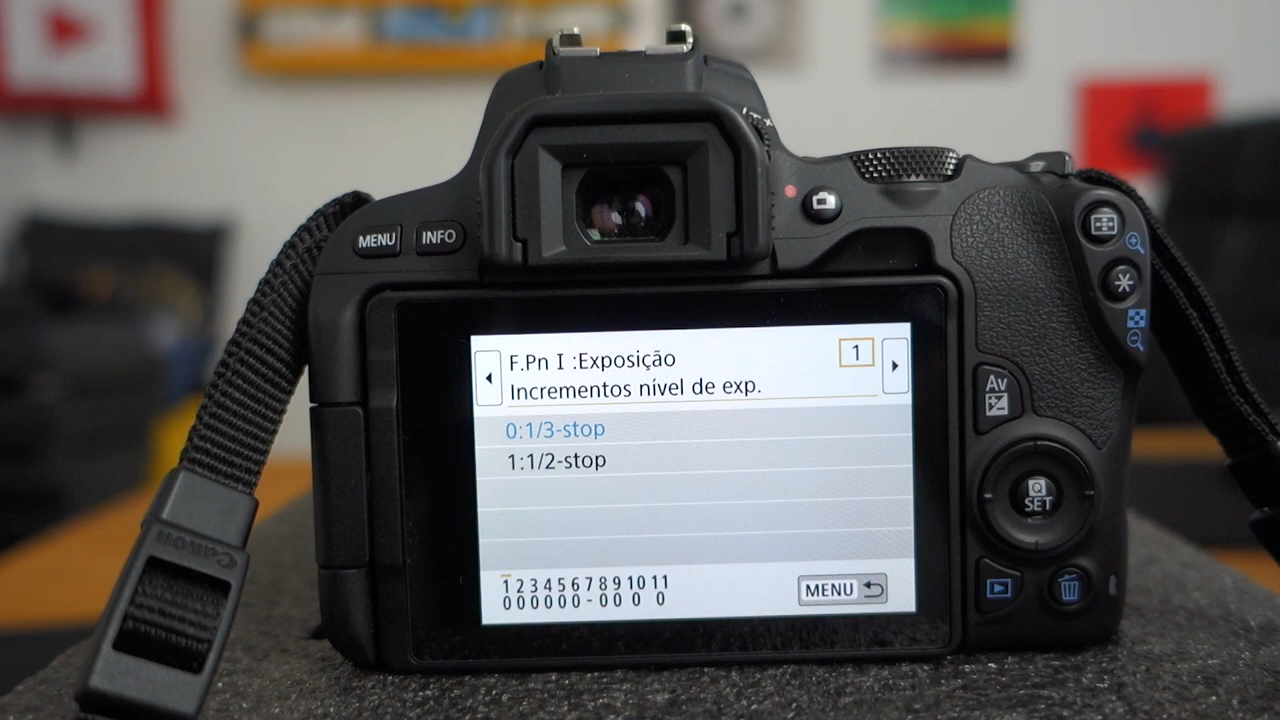 MENU
INFO
F.Pn I :Exposição
1
Incrementos nível de exp.
0:1/3-stop
1:1/2-stop
1 2 3 4 5 6 7 8 9 10 11
0 0 0 0 0 0 - 0 0 0 0
MENU
Av
Q
SET
Canon